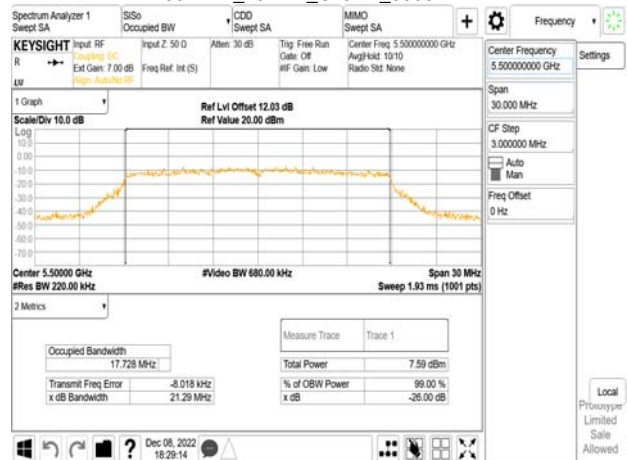 Spectrum Analyzer 1
Swept SA
SISo
Occupied BW
CDD
Swept SA
MIMO
Swept SA
+
Frequency
KEYSIGHT
R
Input: RF
Coupling: DC
Ext Gain: 7.00 dB
Align: Auto/No RF
Input Z: 50 Ω
Freq Ref: Int (S)
Atten: 30 dB
Trig: Free Run
Gate: Off
#IF Gain: Low
Center Freq: 5.500000000 GHz
Avg|Hold: 10/10
Radio Std: None
Center Frequency
5.500000000 GHz
Settings
Span
30.000 MHz
CF Step
3.000000 MHz
Auto
Man
Freq Offset
0 Hz
1 Graph
Scale/Div 10.0 dB
Ref Lvl Offset 12.03 dB
Ref Value 20.00 dBm
Log
10.0
0.00
-10.0
-20.0
-30.0
-40.0
-50.0
-60.0
-70.0
Center 5.50000 GHz
#Res BW 220.00 kHz
#Video BW 680.00 kHz
Span 30 MHz
Sweep 1.93 ms (1001 pts)
2 Metrics
Measure Trace
Trace 1
Occupied Bandwidth
17.728 MHz
Total Power
7.59 dBm
Transmit Freq Error
-8.018 kHz
% of OBW Power
99.00 %
x dB Bandwidth
21.29 MHz
x dB
-26.00 dB
Local
Prototype
Limited
Sale
Allowed
?
Dec 08, 2022
18:29:14